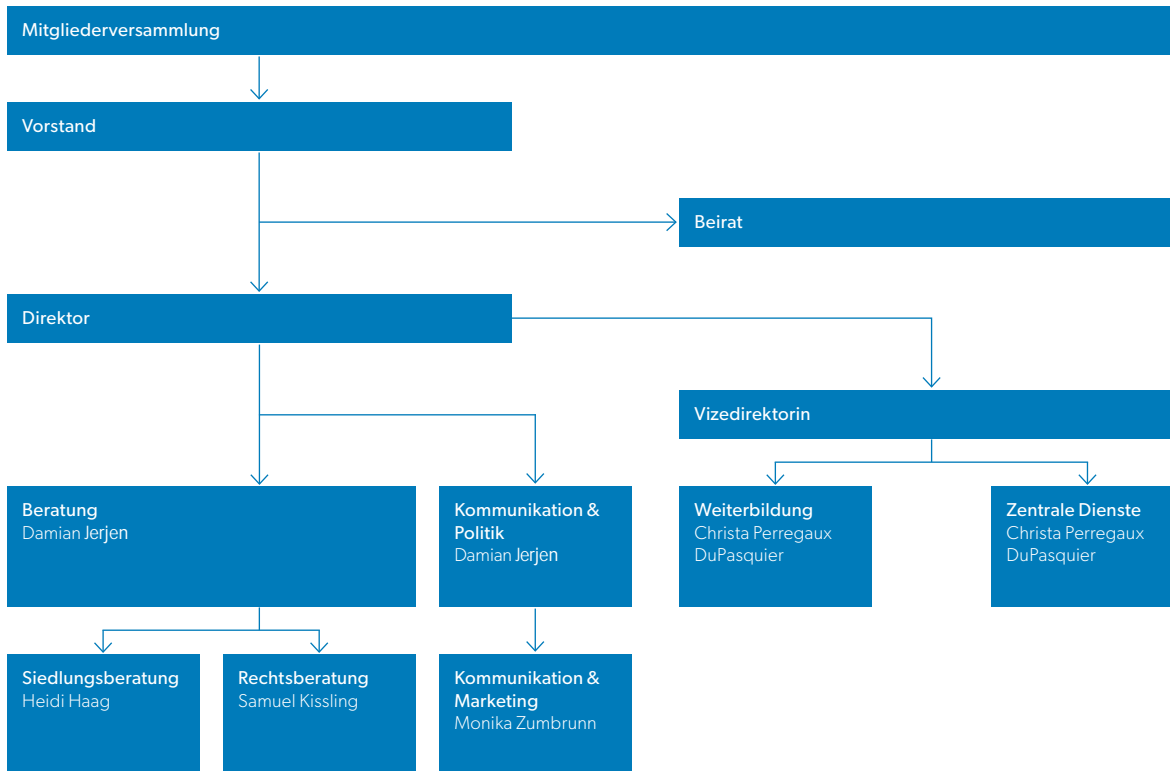 Mitgliederversammlung
Vorstand
Beirat
Direktor
Vizedirektorin
Beratung
Damian Jerjen
Kommunikation &
Politik
Damian Jerjen
Weiterbildung
Christa Perregaux
DuPasquier
Zentrale Dienste
Christa Perregaux
DuPasquier
Siedlungsberatung
Heidi Haag
Rechtsberatung
Samuel Kissling
Kommunikation &
Marketing
Monika Zumbrunn